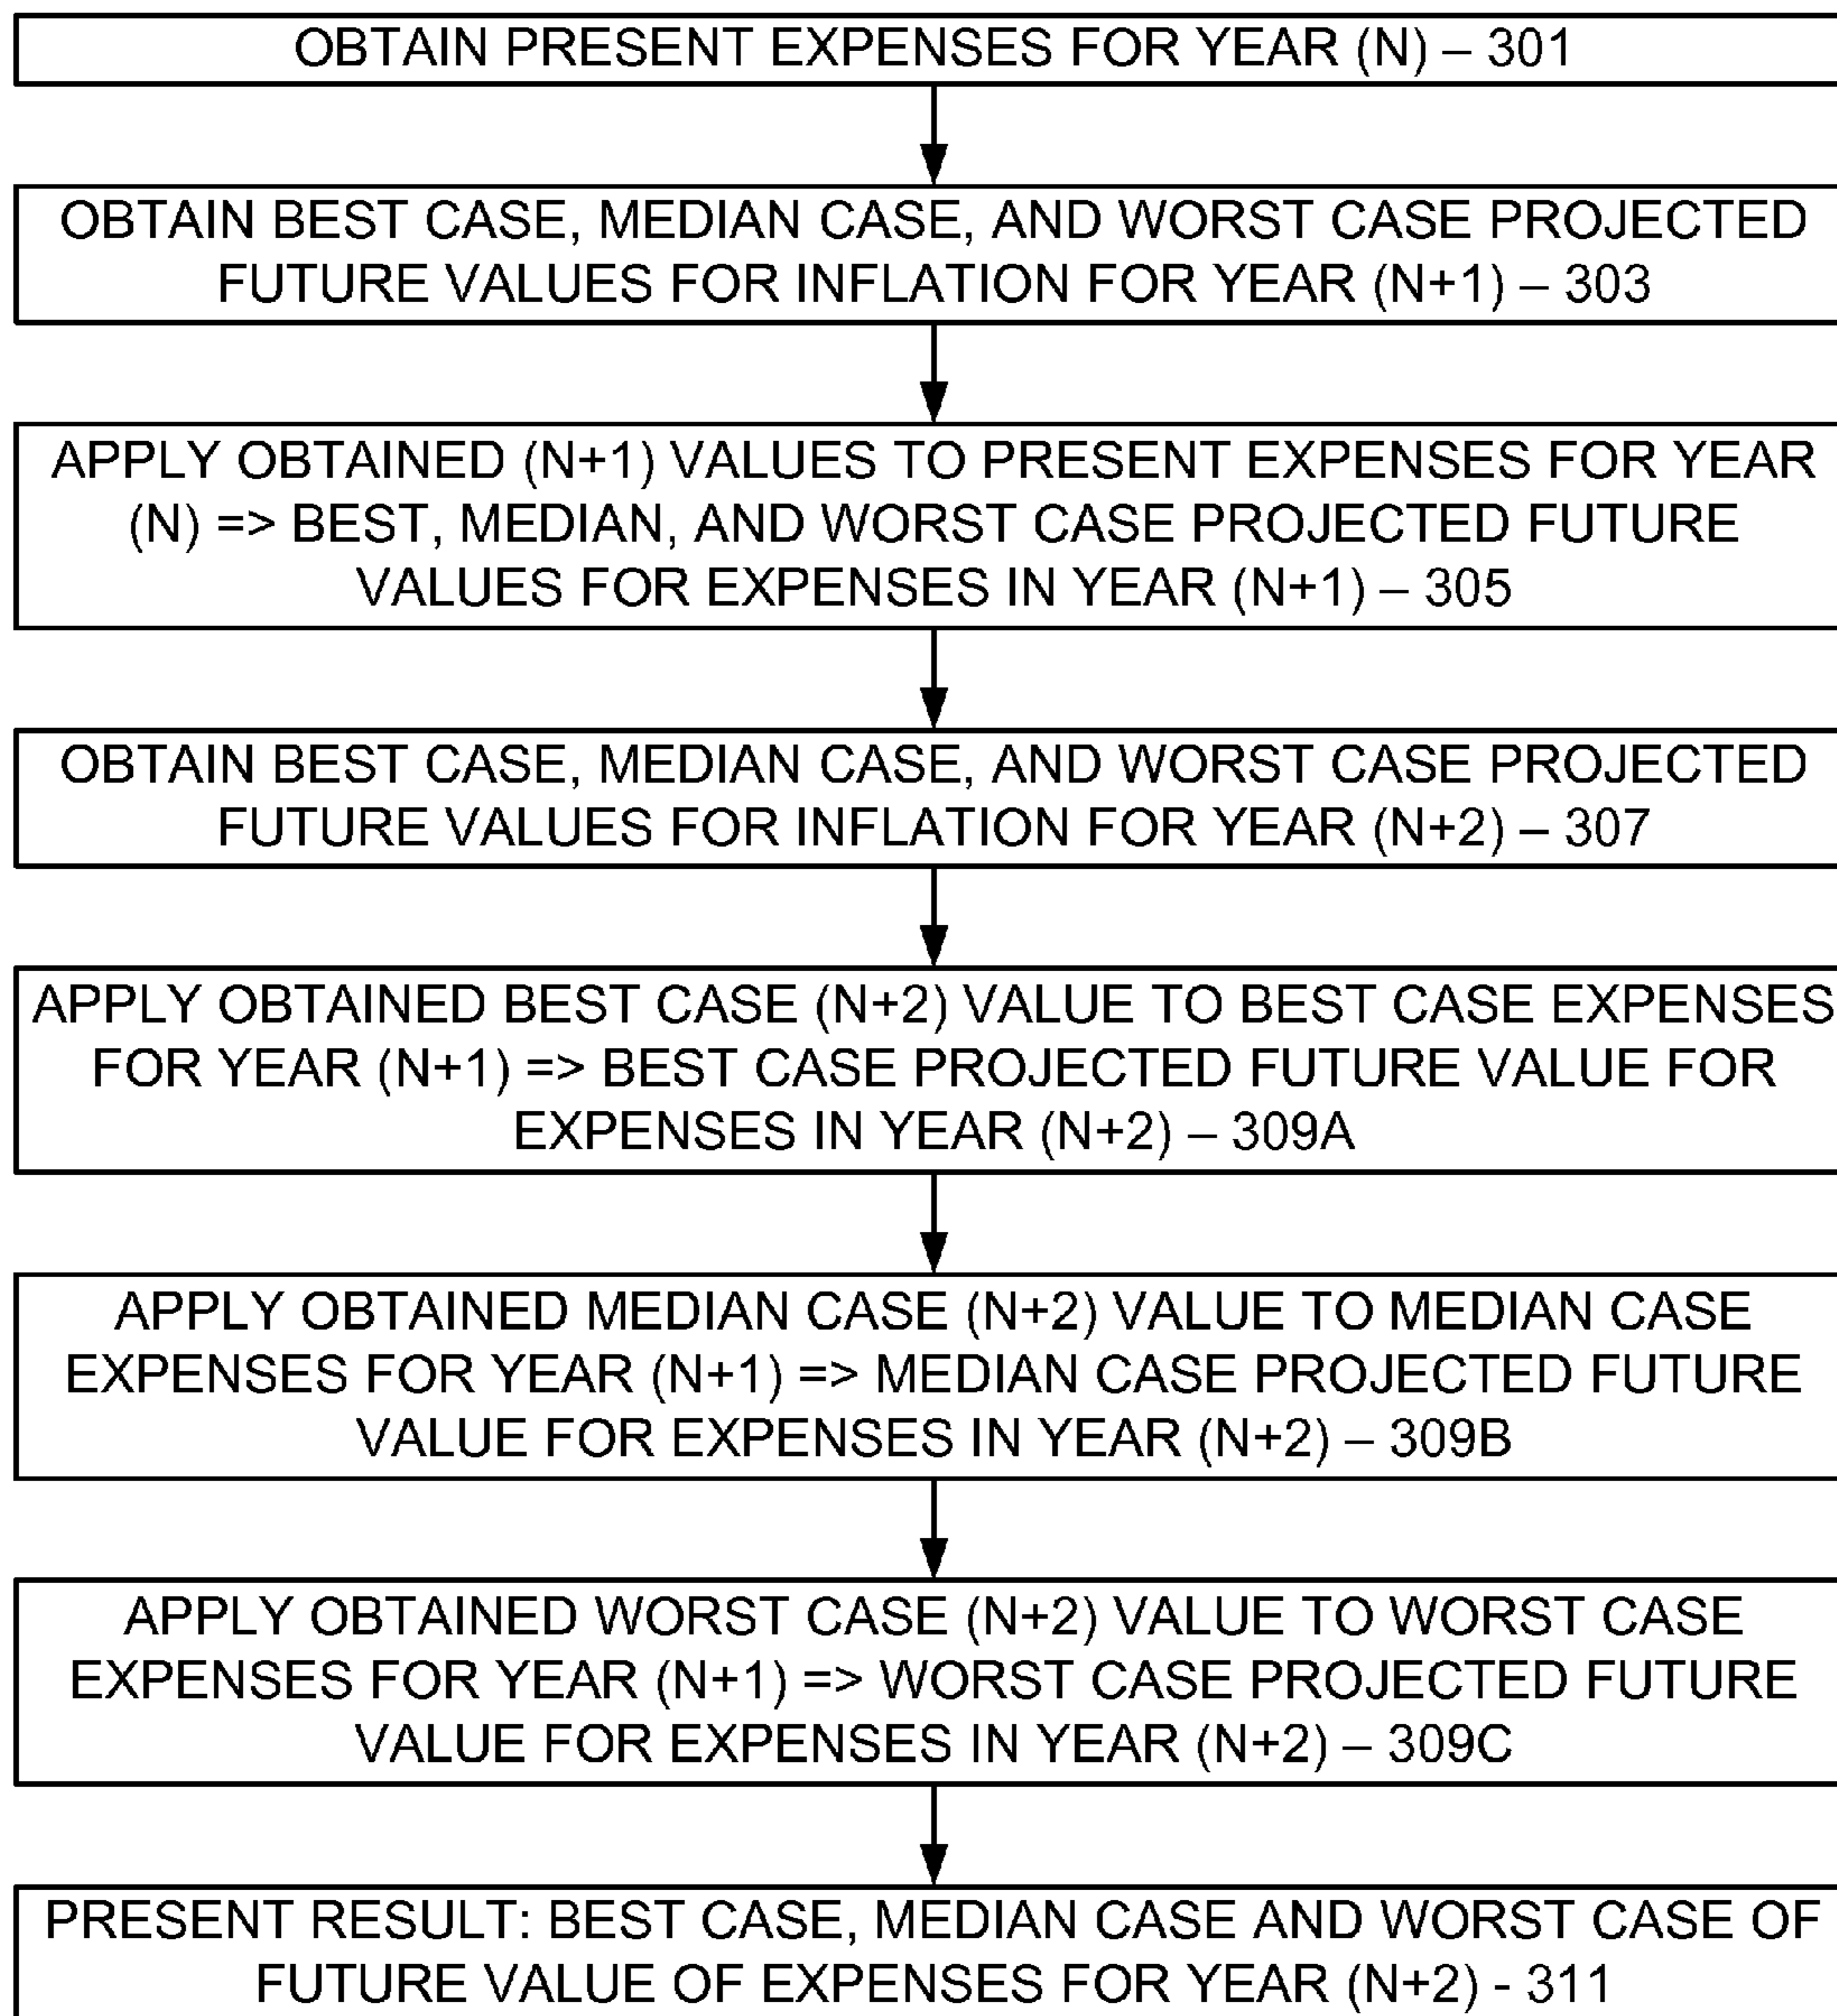 OBTAIN PRESENT EXPENSES FOR YEAR (N) – 301
OBTAIN BEST CASE, MEDIAN CASE, AND WORST CASE PROJECTED
FUTURE VALUES FOR INFLATION FOR YEAR (N+1) – 303
APPLY OBTAINED (N+1) VALUES TO PRESENT EXPENSES FOR YEAR
(N) => BEST, MEDIAN, AND WORST CASE PROJECTED FUTURE
VALUES FOR EXPENSES IN YEAR (N+1) – 305
OBTAIN BEST CASE, MEDIAN CASE, AND WORST CASE PROJECTED
FUTURE VALUES FOR INFLATION FOR YEAR (N+2) – 307
APPLY OBTAINED BEST CASE (N+2) VALUE TO BEST CASE EXPENSES
FOR YEAR (N+1) => BEST CASE PROJECTED FUTURE VALUE FOR
EXPENSES IN YEAR (N+2) – 309A
APPLY OBTAINED MEDIAN CASE (N+2) VALUE TO MEDIAN CASE
EXPENSES FOR YEAR (N+1) => MEDIAN CASE PROJECTED FUTURE
VALUE FOR EXPENSES IN YEAR (N+2) – 309B
APPLY OBTAINED WORST CASE (N+2) VALUE TO WORST CASE
EXPENSES FOR YEAR (N+1) => WORST CASE PROJECTED FUTURE
VALUE FOR EXPENSES IN YEAR (N+2) – 309C
PRESENT RESULT: BEST CASE, MEDIAN CASE AND WORST CASE OF
FUTURE VALUE OF EXPENSES FOR YEAR (N+2) - 311